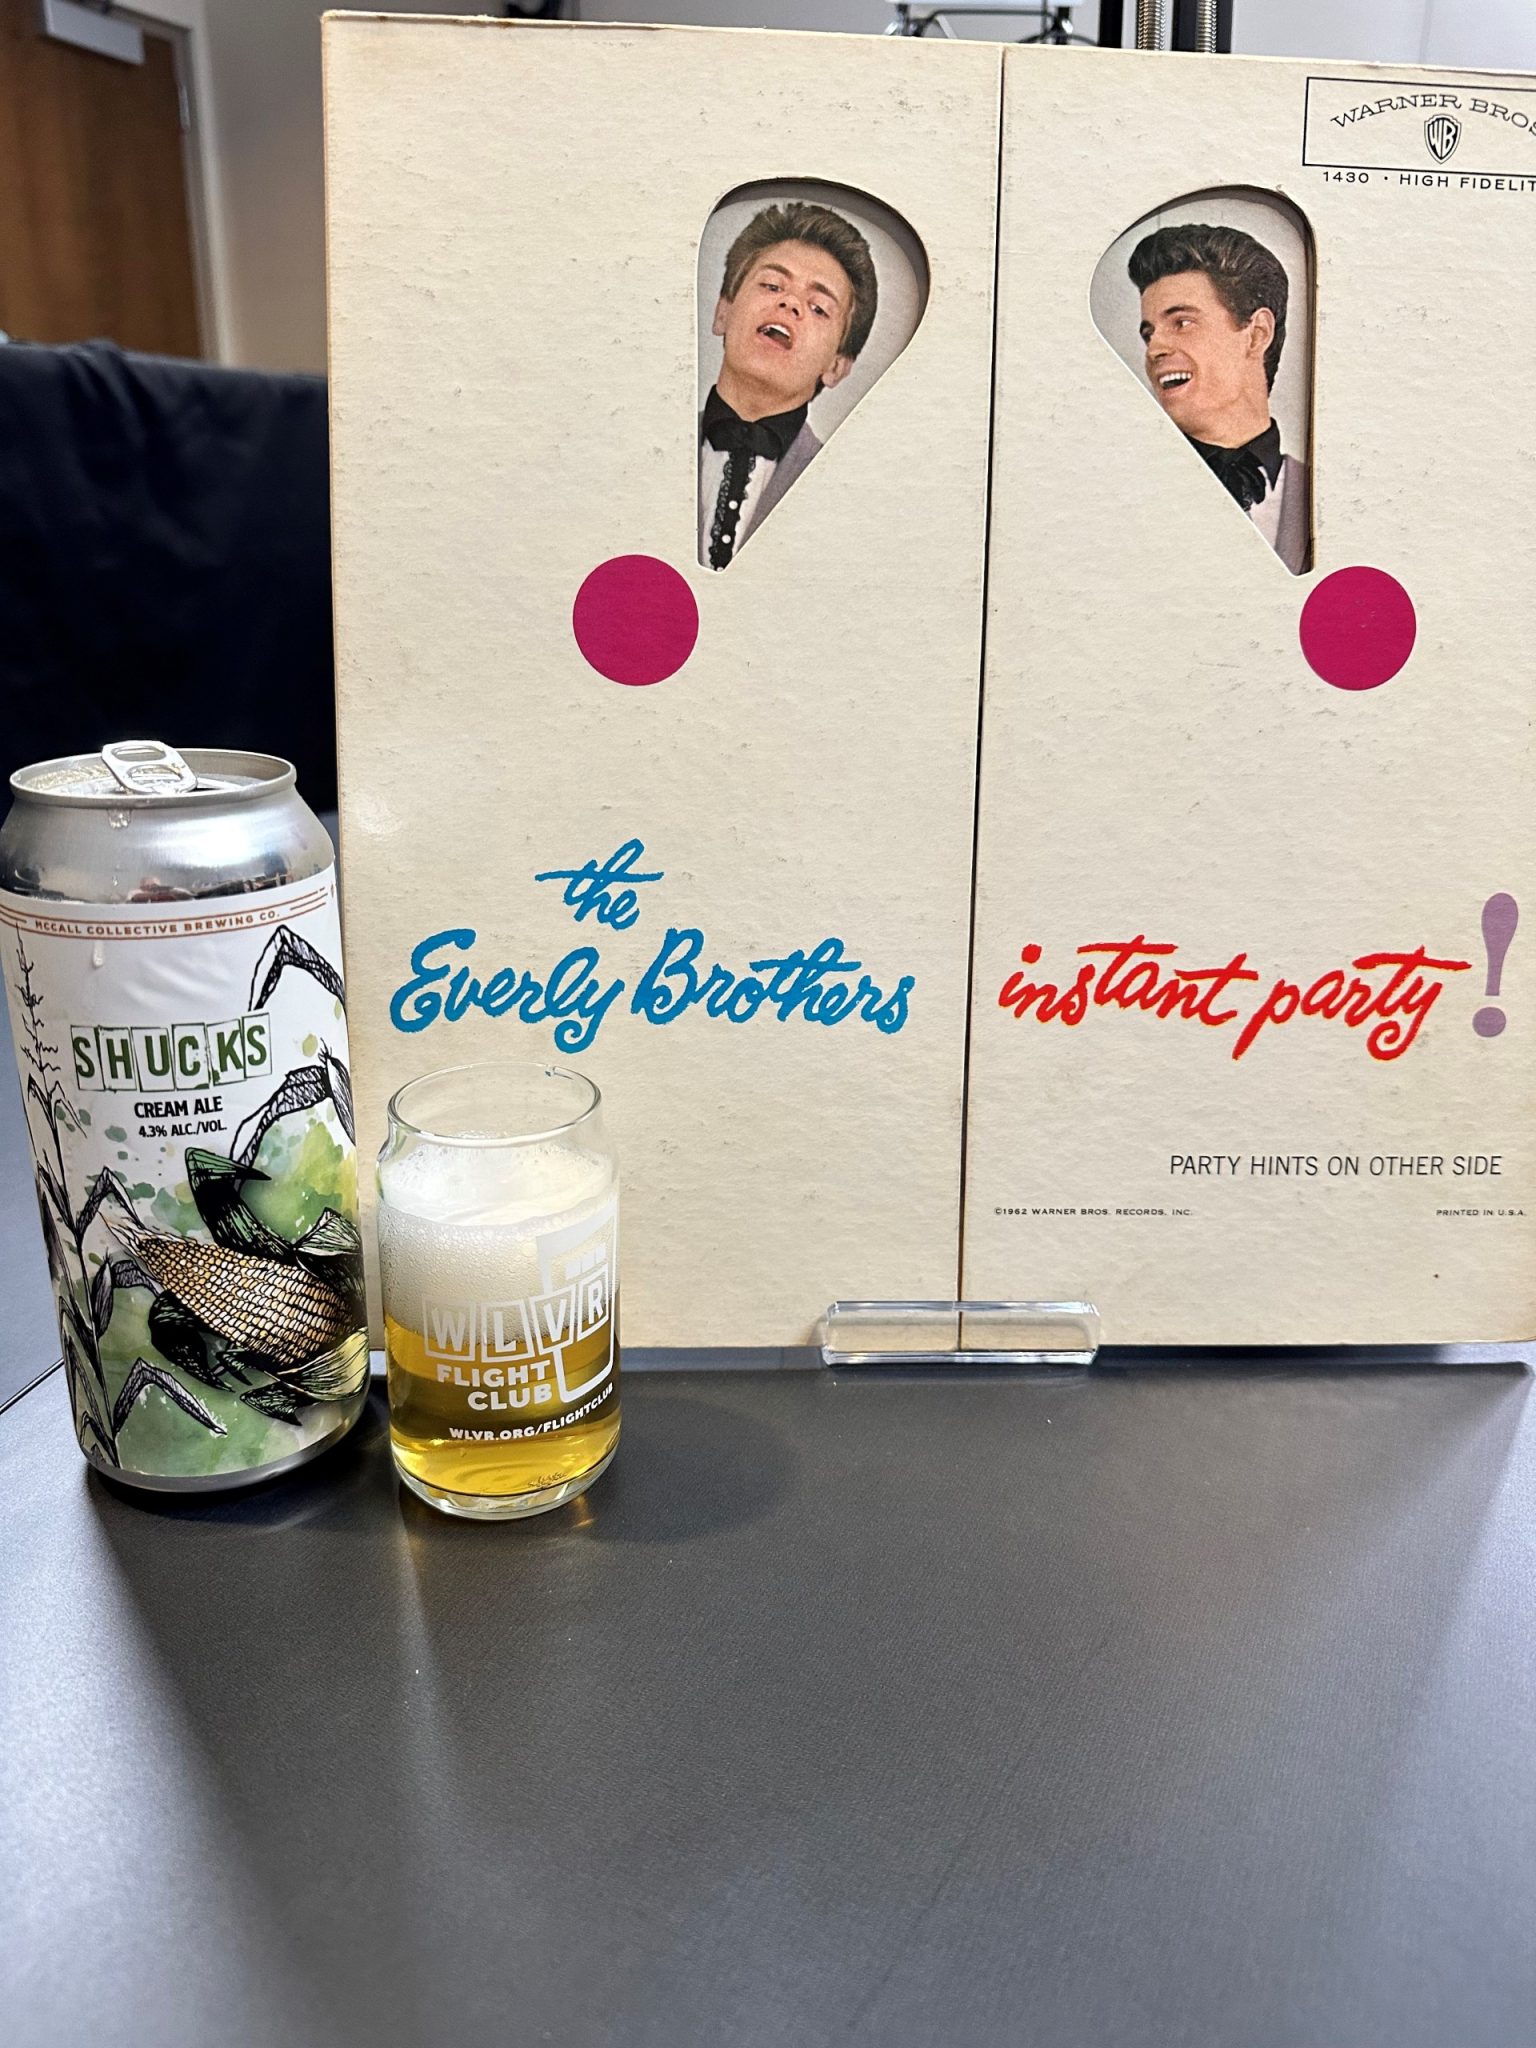 WARNER BROS
WB
1430 • HIGH FIDELIT
the
Everly Brothers
instant party!
PARTY HINTS ON OTHER SIDE
©1962 WARNER BROS. RECORDS, INC.
PRINTED IN U.S.A.
MCCALL COLLECTIVE BREWING CO.
SHUCKS
CREAM ALE
4.3% ALC./VOL.
WLVR
FLIGHT
CLUB
WLVR.ORG/FLIGHTCLUB